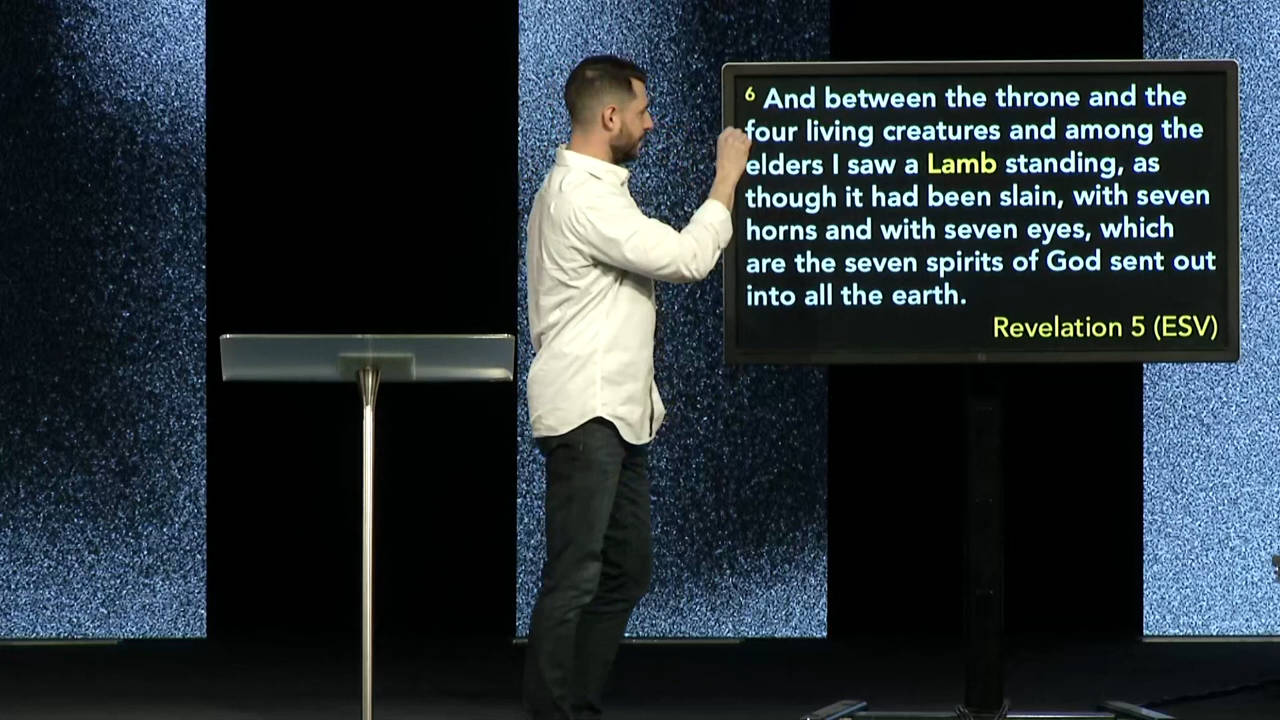 6 And between the throne and the
four living creatures and among the
elders I saw a Lamb standing, as
though it had been slain, with seven
horns and with seven eyes, which
are the seven spirits of God sent out
into all the earth.
Revelation 5 (ESV)